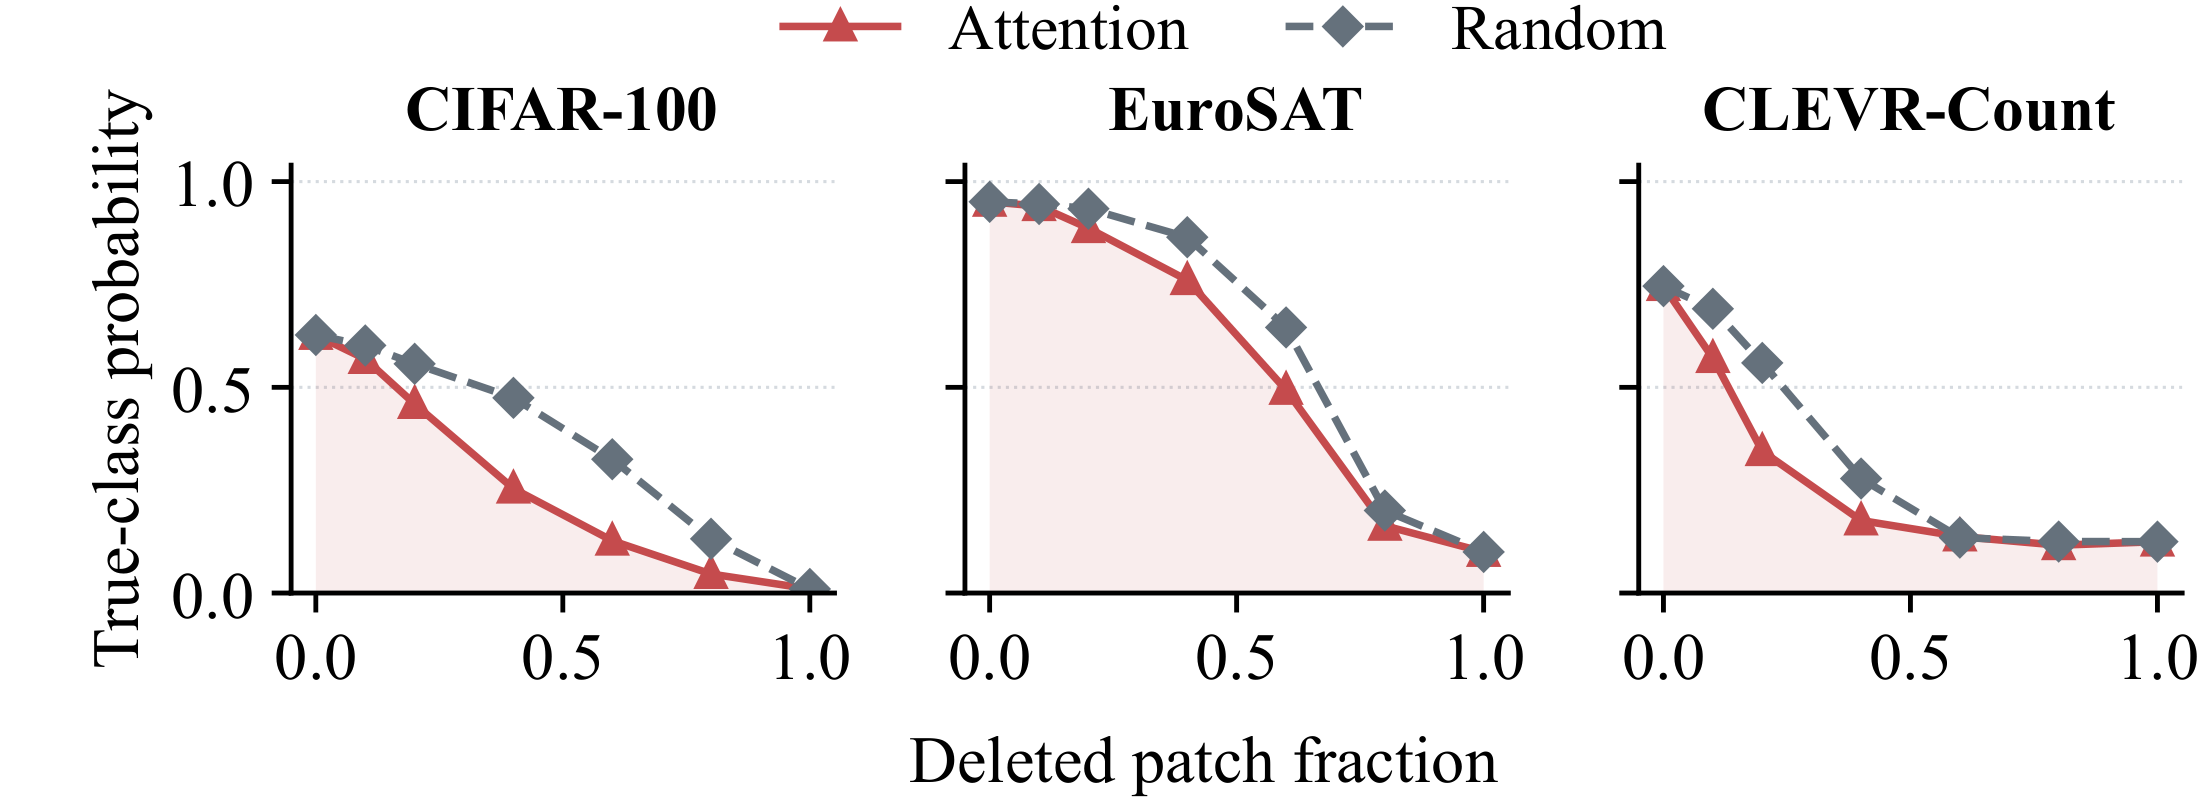 Attention Random
CIFAR-100 EuroSAT CLEVR-Count
True-class probability
1.0
0.5
0.0
0.0 0.5 1.0 0.0 0.5 1.0 0.0 0.5 1.0
Deleted patch fraction